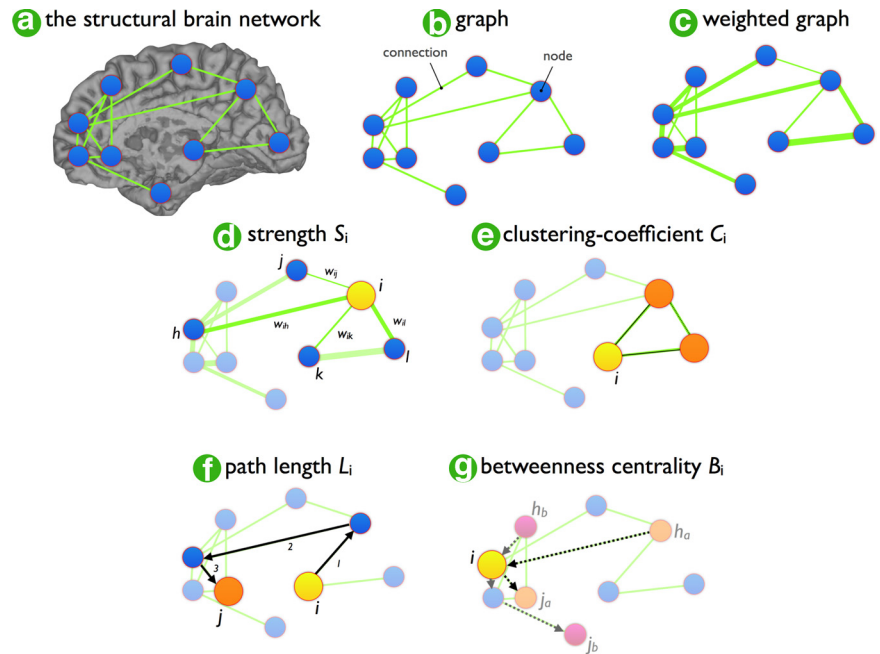 a the structural brain network
b graph
c weighted graph
connection
node
d strength Si
e clustering-coefficient Ci
j
wij
i
h
wih
wik
wil
k
l
i
f path length Li
g betweenness centrality Bi
hb
ha
2
1
i
3
j
i
ja
jb